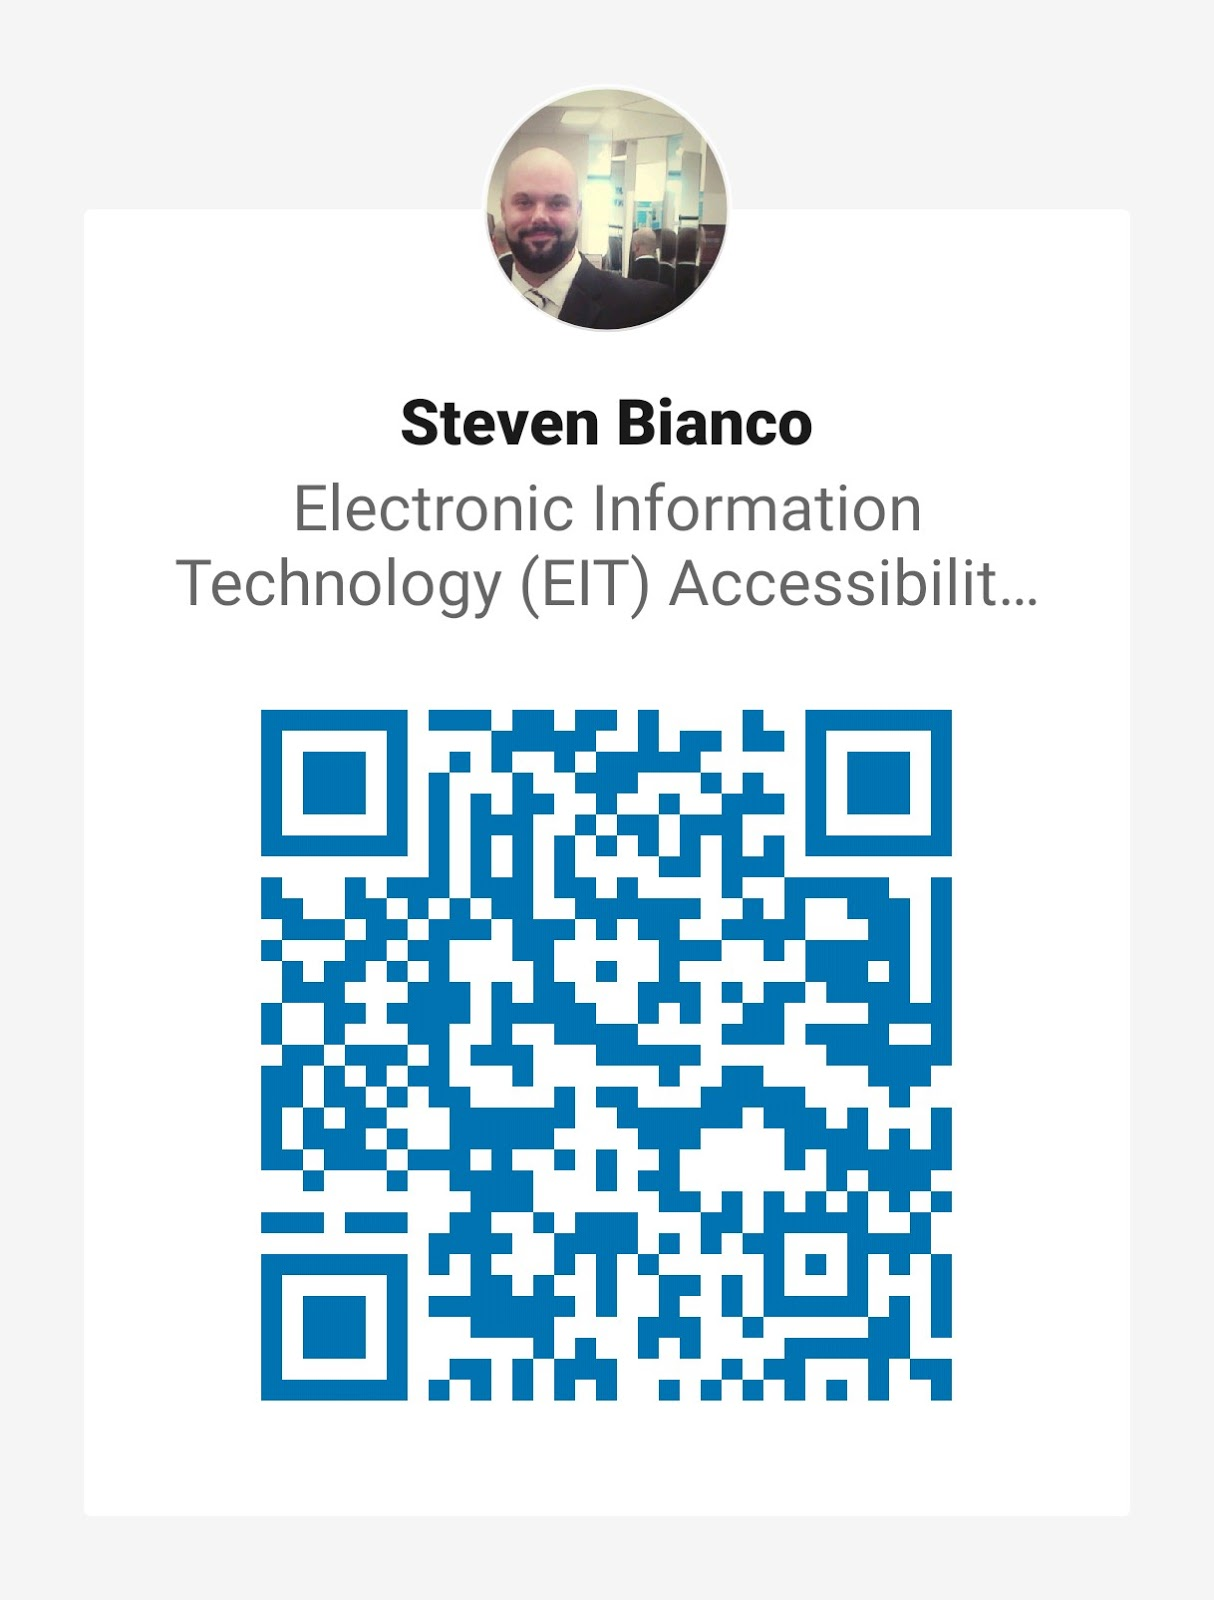 Steven Bianco
Electronic Information
Technology (EIT) Accessibilit...